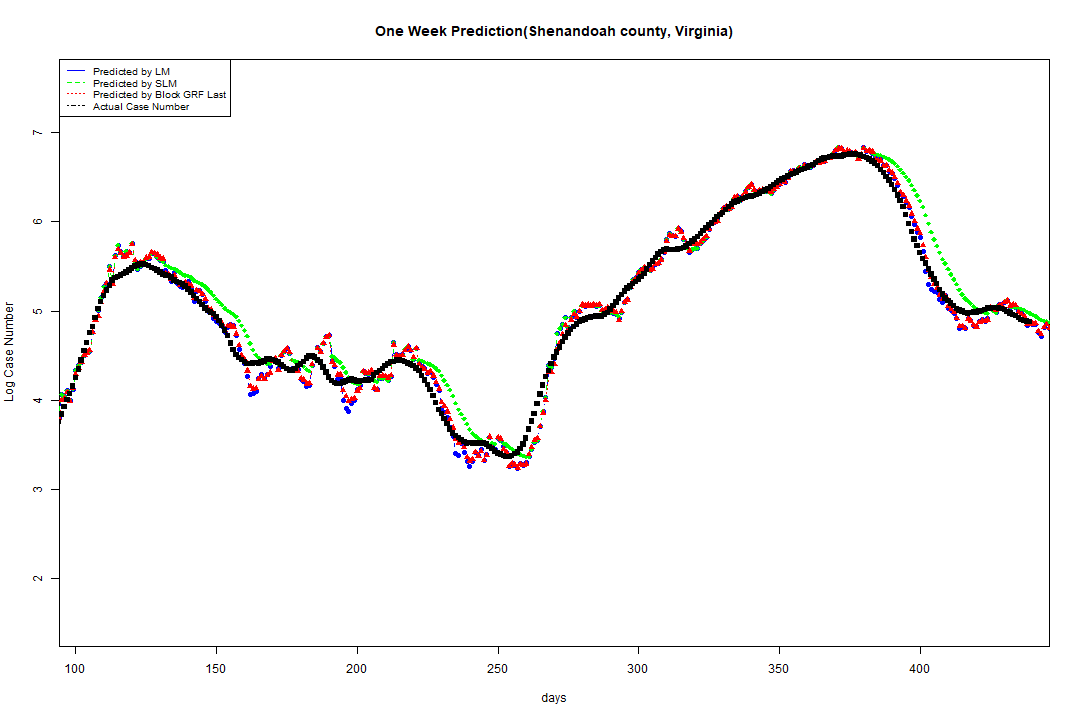 One Week Prediction(Shenandoah county, Virginia)
Predicted by LM
Predicted by SLM
Predicted by Block GRF Last
Actual Case Number
7
6
5
4
3
2
Log Case Number
100 150 200 250 300 350 400
days